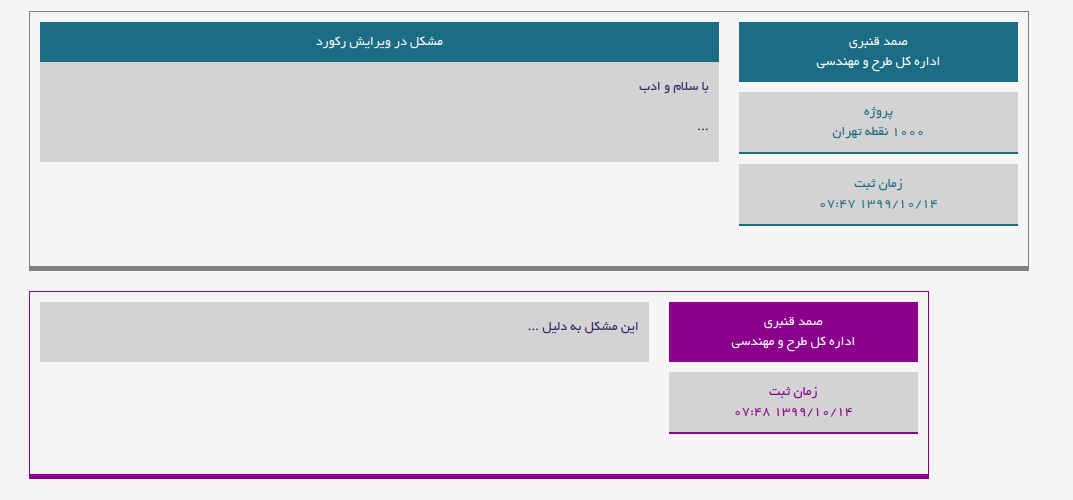 صمد قنبری
اداره کل طرح و مهندسی
پروژه
۱۰۰۰ نقطه تهران
زمان ثبت
۱۳۹۹/۱۰/۱۴ ۰۷:۴۷
مشکل در ویرایش رکورد
با سلام و ادب
...
صمد قنبری
اداره کل طرح و مهندسی
زمان ثبت
۱۳۹۹/۱۰/۱۴ ۰۷:۴۸
این مشکل به دلیل ...